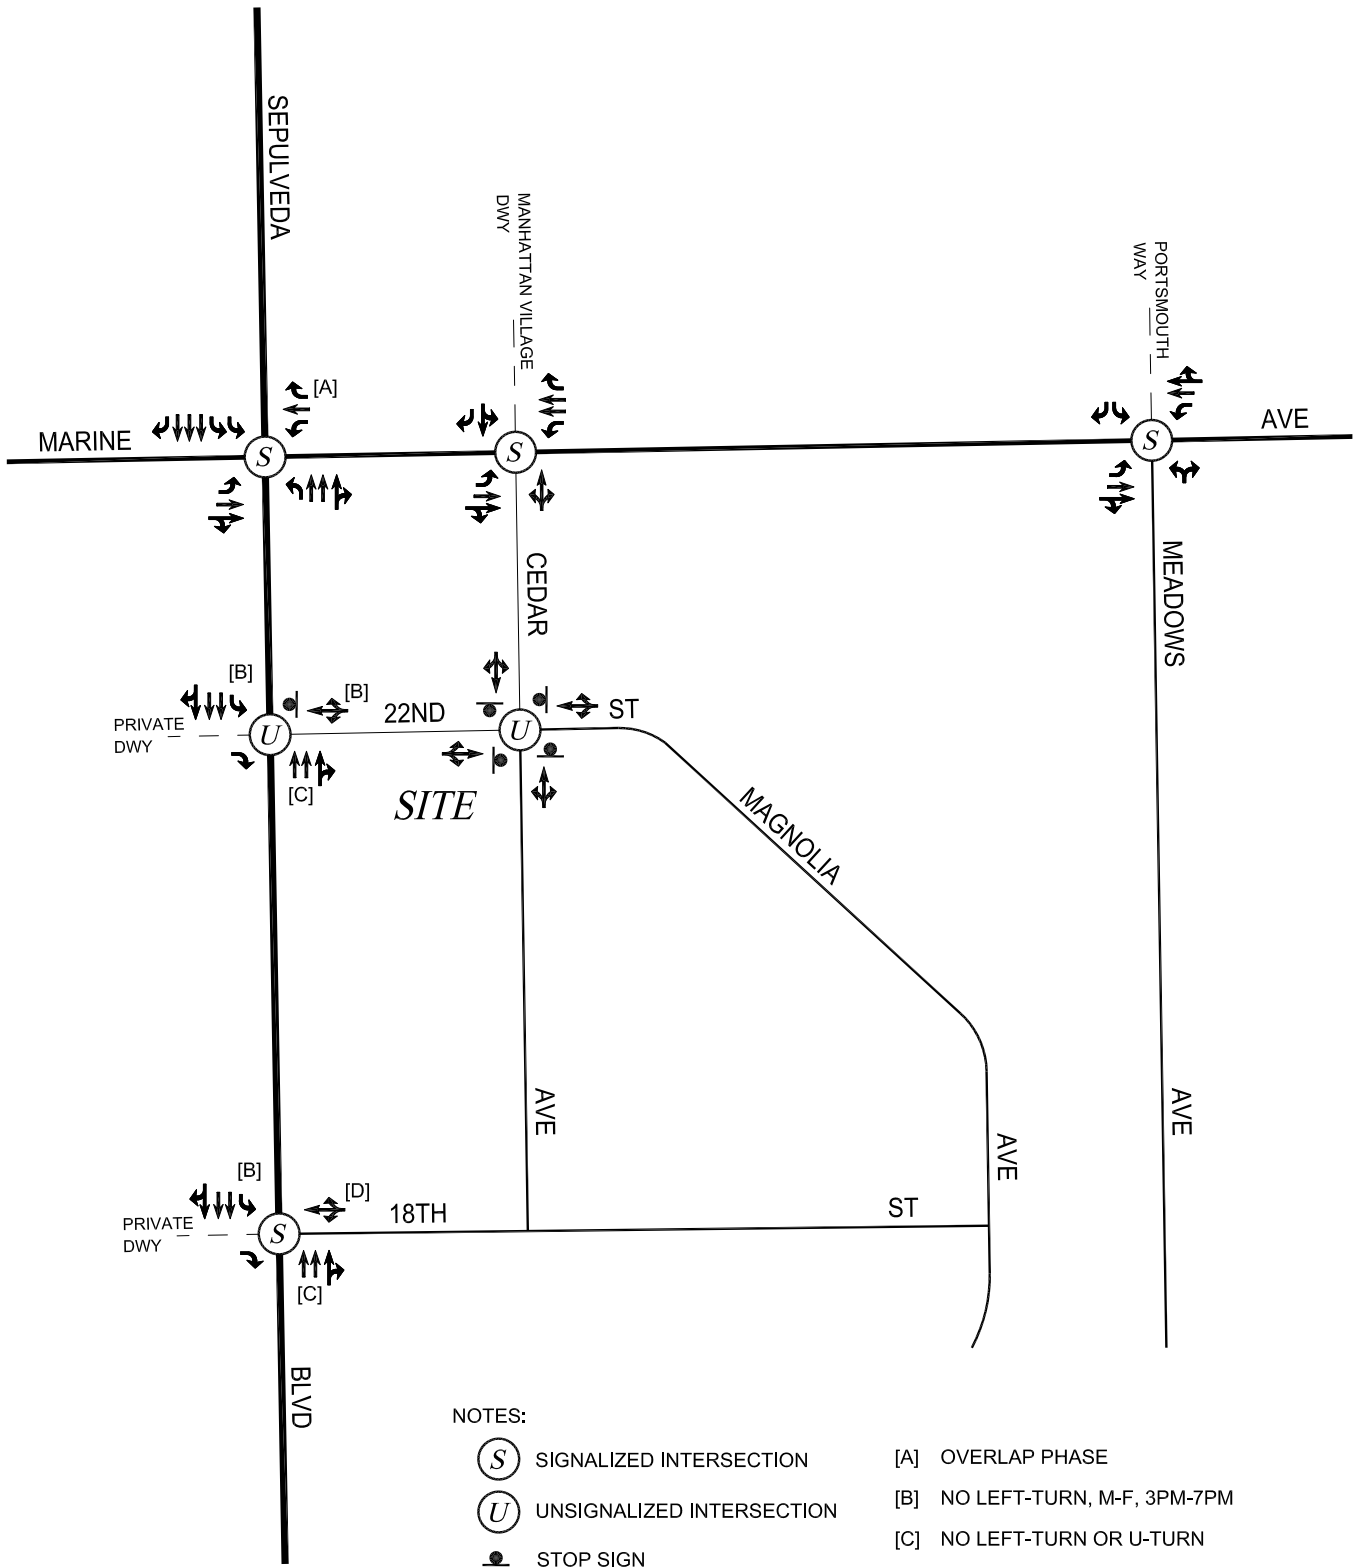 SEPULVEDA
MANHATTAN VILLAGE
DWY
PORTSMOUTH
WAY
[A]
MARINE
AVE
S
S
S
CEDAR
MEADOWS
[B]
[B]
22ND
ST
PRIVATE
DWY
U
U
[C]
SITE
MAGNOLIA
AVE
AVE
AVE
[B]
[D]
18TH
ST
PRIVATE
DWY
S
[C]
BLVD
NOTES:
S SIGNALIZED INTERSECTION
U UNSIGNALIZED INTERSECTION
STOP SIGN
[A] OVERLAP PHASE
[B] NO LEFT-TURN, M-F, 3PM-7PM
[C] NO LEFT-TURN OR U-TURN